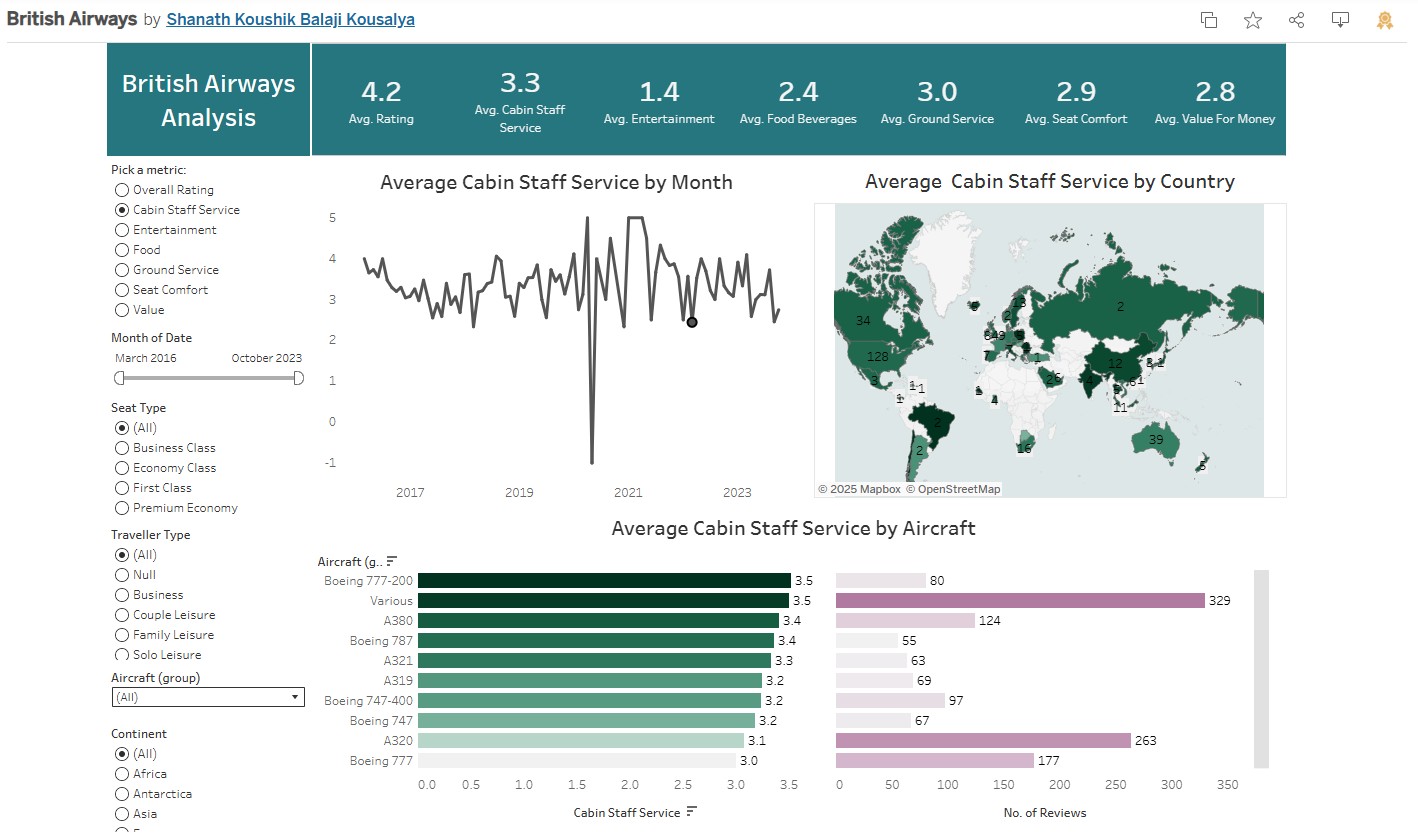 British Airways by Shanath Koushik Balaji Kousalya
British Airways
Analysis
4.2
Avg. Rating
3.3
Avg. Cabin Staff
Service
1.4
Avg. Entertainment
2.4
Avg. Food Beverages
3.0
Avg. Ground Service
2.9
Avg. Seat Comfort
2.8
Avg. Value For Money
Pick a metric:
Overall Rating
Cabin Staff Service
Entertainment
Food
Ground Service
Seat Comfort
Value
Month of Date
March 2016 October 2023
Seat Type
(All)
Business Class
Economy Class
First Class
Premium Economy
Traveller Type
(All)
Null
Business
Couple Leisure
Family Leisure
Solo Leisure
Aircraft (group)
(All)
Continent
(All)
Africa
Antarctica
Asia
Average Cabin Staff Service by Month
5
4
3
2
1
0
-1
2017 2019 2021 2023
Average Cabin Staff Service by Country
34
128
3
1
1
1
2
2
13
2
849
7
1
2
12
26
4
4
11
16
39
5
© 2025 Mapbox © OpenStreetMap
Average Cabin Staff Service by Aircraft
Aircraft (g..
Boeing 777-200 3.5 80
Various 3.5 329
A380 3.4 124
Boeing 787 3.4 55
A321 3.3 63
A319 3.2 69
Boeing 747-400 3.2 97
Boeing 747 3.2 67
A320 3.1 263
Boeing 777 3.0 177
0.0 0.5 1.0 1.5 2.0 2.5 3.0 3.5
0 50 100 150 200 250 300 350
Cabin Staff Service
No. of Reviews